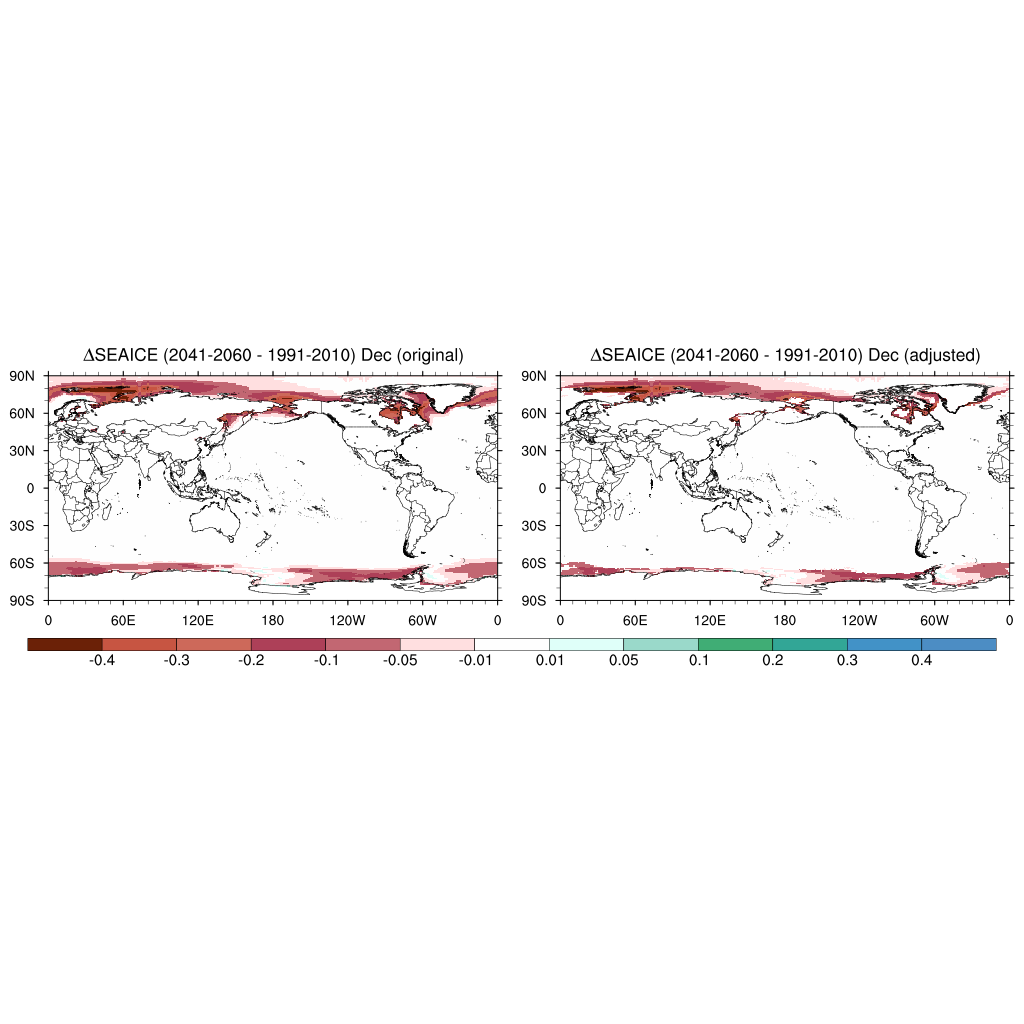 ΔSEAICE (2041-2060 - 1991-2010) Dec (original)
ΔSEAICE (2041-2060 - 1991-2010) Dec (adjusted)
90N
60N
30N
0
30S
60S
90S
0 60E 120E 180 120W 60W 0
90N
60N
30N
0
30S
60S
90S
0 60E 120E 180 120W 60W 0
-0.4 -0.3 -0.2 -0.1 -0.05 -0.01 0.01 0.05 0.1 0.2 0.3 0.4